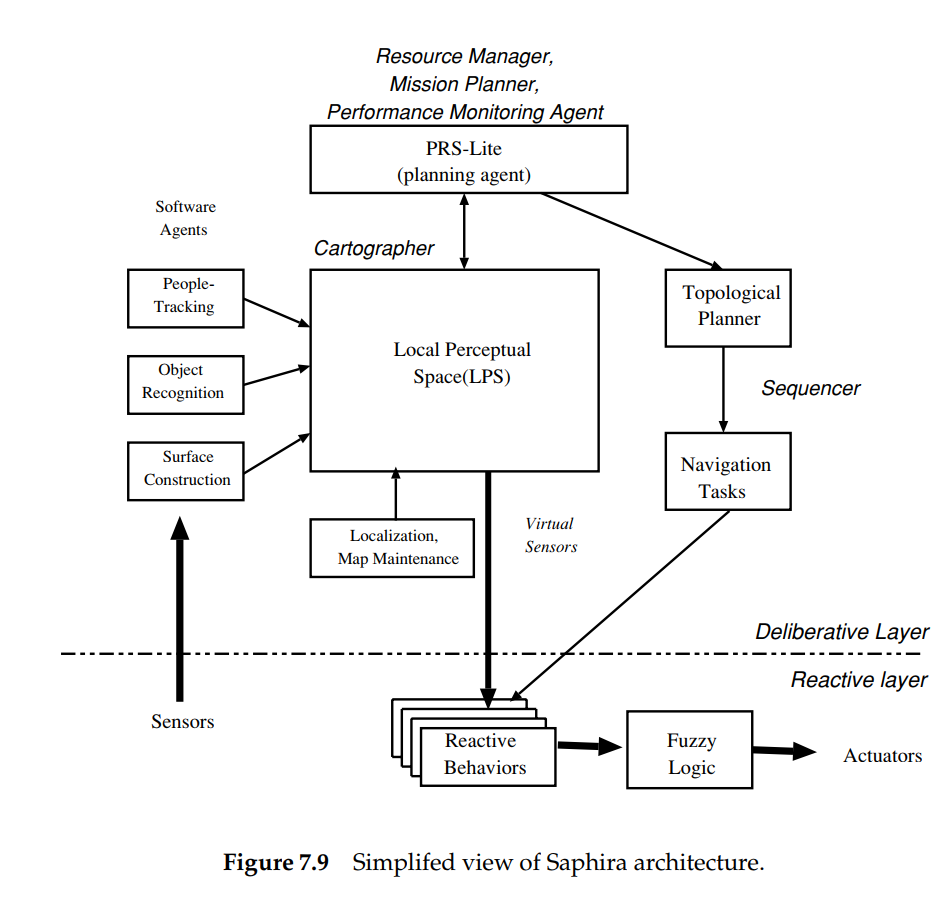 Resource Manager,
Mission Planner,
Performance Monitoring Agent
PRS-Lite
(planning agent)
Software
Agents
Cartographer
People-
Tracking
Topological
Planner
Local Perceptual
Space(LPS)
Object
Recognition
Sequencer
Surface
Construction
Navigation
Tasks
Localization,
Map Maintenance
Virtual
Sensors
Deliberative Layer
Reactive layer
Sensors
Reactive
Behaviors
Fuzzy
Logic
Actuators
Figure 7.9 Simplifed view of Saphira architecture.